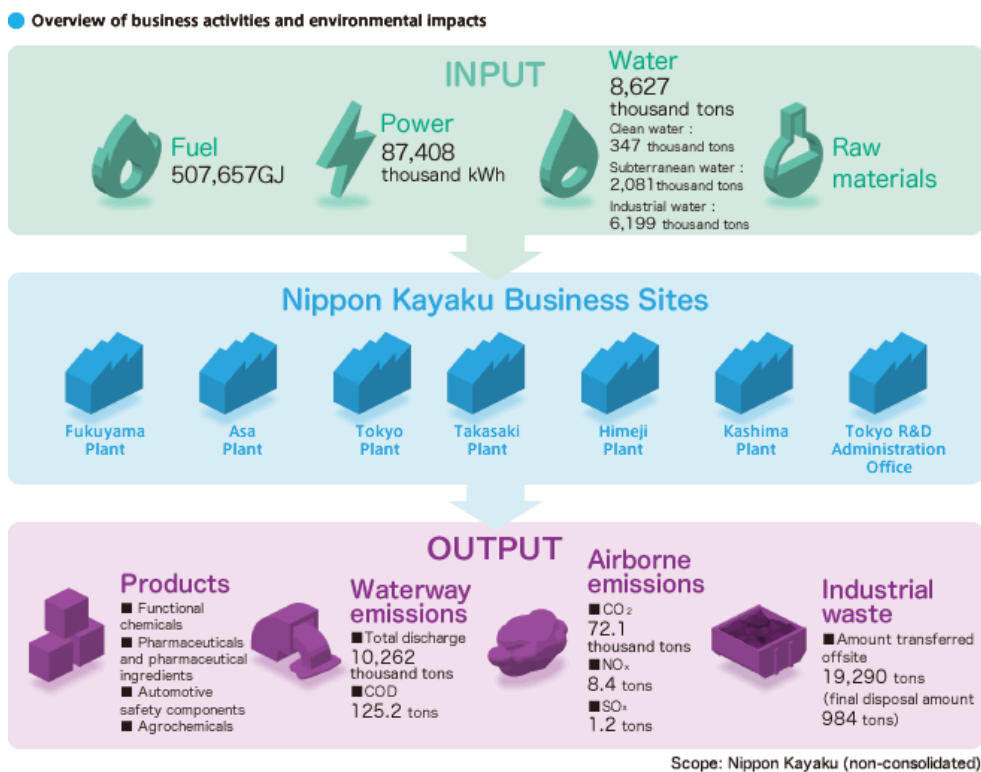 Overview of business activities and environmental impacts
INPUT
Fuel
507,657GJ
Power
87,408
thousand kWh
Water
8,627
thousand tons
Clean water :
347 thousand tons
Subterranean water :
2,081thousand tons
Industrial water :
6,199 thousand tons
Raw
materials
Nippon Kayaku Business Sites
Fukuyama
Plant
Asa
Plant
Tokyo
Plant
Takasaki
Plant
Himeji
Plant
Kashima
Plant
Tokyo R&D
Administration
Office
OUTPUT
Products
■ Functional
chemicals
■ Pharmaceuticals
and pharmaceutical
ingredients
■ Automotive
safety components
■ Agrochemicals
Waterway
emissions
■Total discharge
10,262
thousand tons
■COD
125.2 tons
Airborne
emissions
■CO₂
72.1
thousand tons
■NOₓ
8.4 tons
■SOₓ
1.2 tons
Industrial
waste
■Amount transferred
offsite
19,290 tons
(final disposal amount
984 tons)
Scope: Nippon Kayaku (non-consolidated)